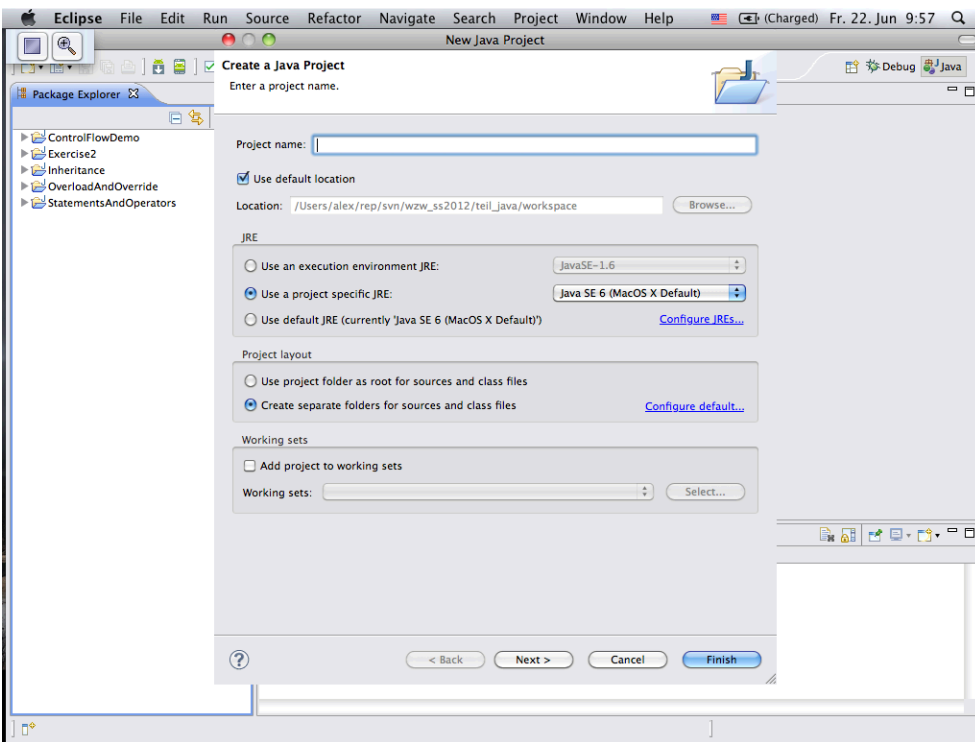 Eclipse File Edit Run Source Refactor Navigate Search Project Window Help (Charged) Fr. 22. Jun 9:57
New Java Project
Debug Java
Package Explorer
ControlFlowDemo
Exercise2
Inheritance
OverloadAndOverride
StatementsAndOperators
Create a Java Project
Enter a project name.
Project name:
Use default location
Location: /Users/alex/rep/svn/wzw_ss2012/teil_java/workspace Browse...
JRE
Use an execution environment JRE: JavaSE-1.6
Use a project specific JRE: Java SE 6 (MacOS X Default)
Use default JRE (currently 'Java SE 6 (MacOS X Default)') Configure JREs...
Project layout
Use project folder as root for sources and class files
Create separate folders for sources and class files Configure default...
Working sets
Add project to working sets
Working sets: Select...
? < Back Next > Cancel Finish